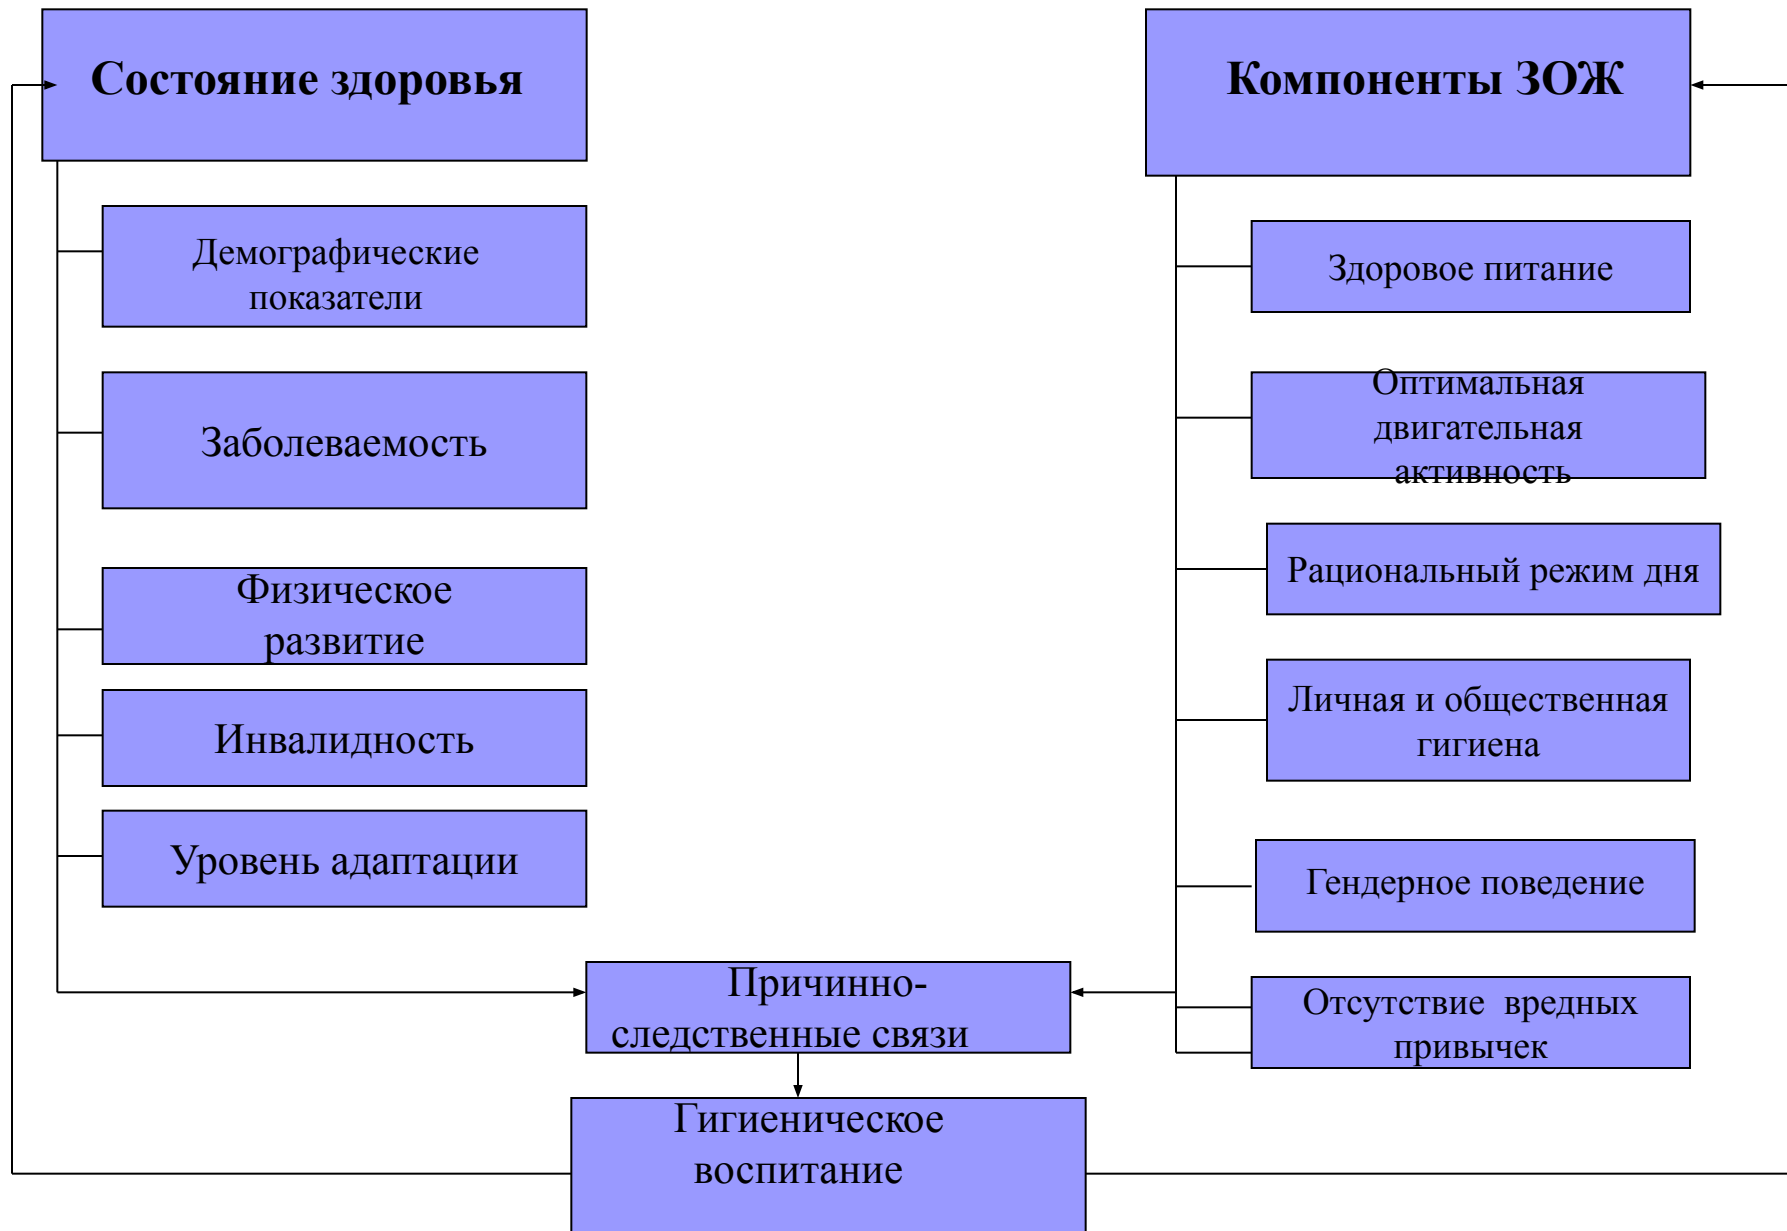 Состояние здоровья
Демографические
показатели
Заболеваемость
Физическое
развитие
Инвалидность
Уровень адаптации
Компоненты ЗОЖ
Здоровое питание
Оптимальная
двигательная
активность
Рациональный режим дня
Личная и общественная
гигиена
Гендерное поведение
Отсутствие вредных
привычек
Причинно-
следственные связи
Гигиеническое
воспитание